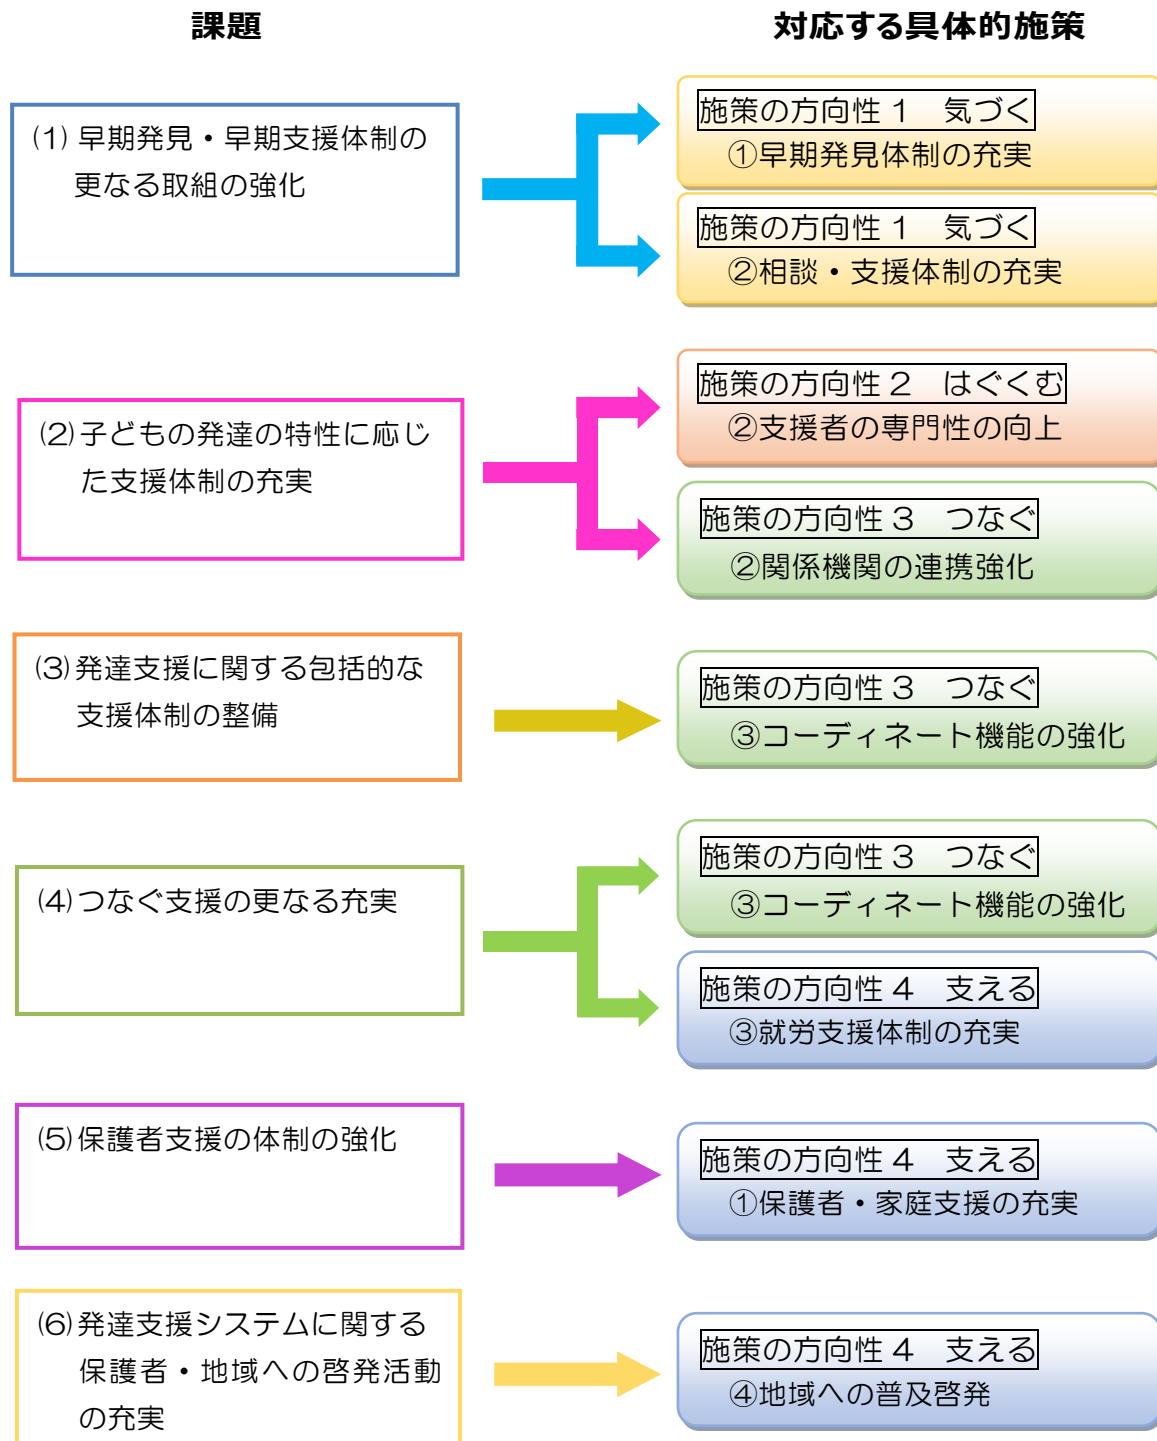 課題
対応する具体的施策
(1) 早期発見・早期支援体制の
更なる取組の強化
施策の方向性1　気づく
①早期発見体制の充実
施策の方向性1　気づく
②相談・支援体制の充実
(2)子どもの発達の特性に応じ
た支援体制の充実
施策の方向性2　はぐくむ
②支援者の専門性の向上
施策の方向性3　つなぐ
②関係機関の連携強化
(3)発達支援に関する包括的な
支援体制の整備
施策の方向性3　つなぐ
③コーディネート機能の強化
(4)つなぐ支援の更なる充実
施策の方向性3　つなぐ
③コーディネート機能の強化
施策の方向性4　支える
③就労支援体制の充実
(5)保護者支援の体制の強化
施策の方向性4　支える
①保護者・家庭支援の充実
(6)発達支援システムに関する
保護者・地域への啓発活動
の充実
施策の方向性4　支える
④地域への普及啓発